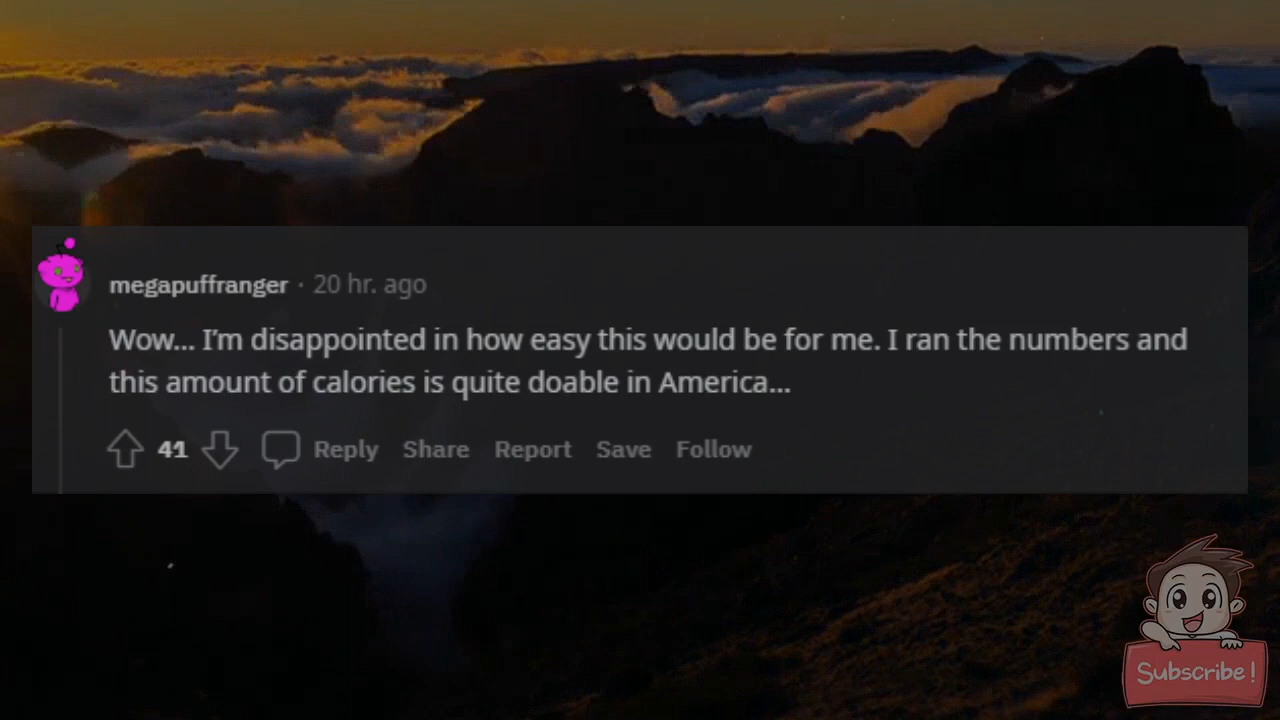 megapuffranger · 20 hr. ago
Wow... I'm disappointed in how easy this would be for me. I ran the numbers and
this amount of calories is quite doable in America...
41 Reply Share Report Save Follow
Subscribe!